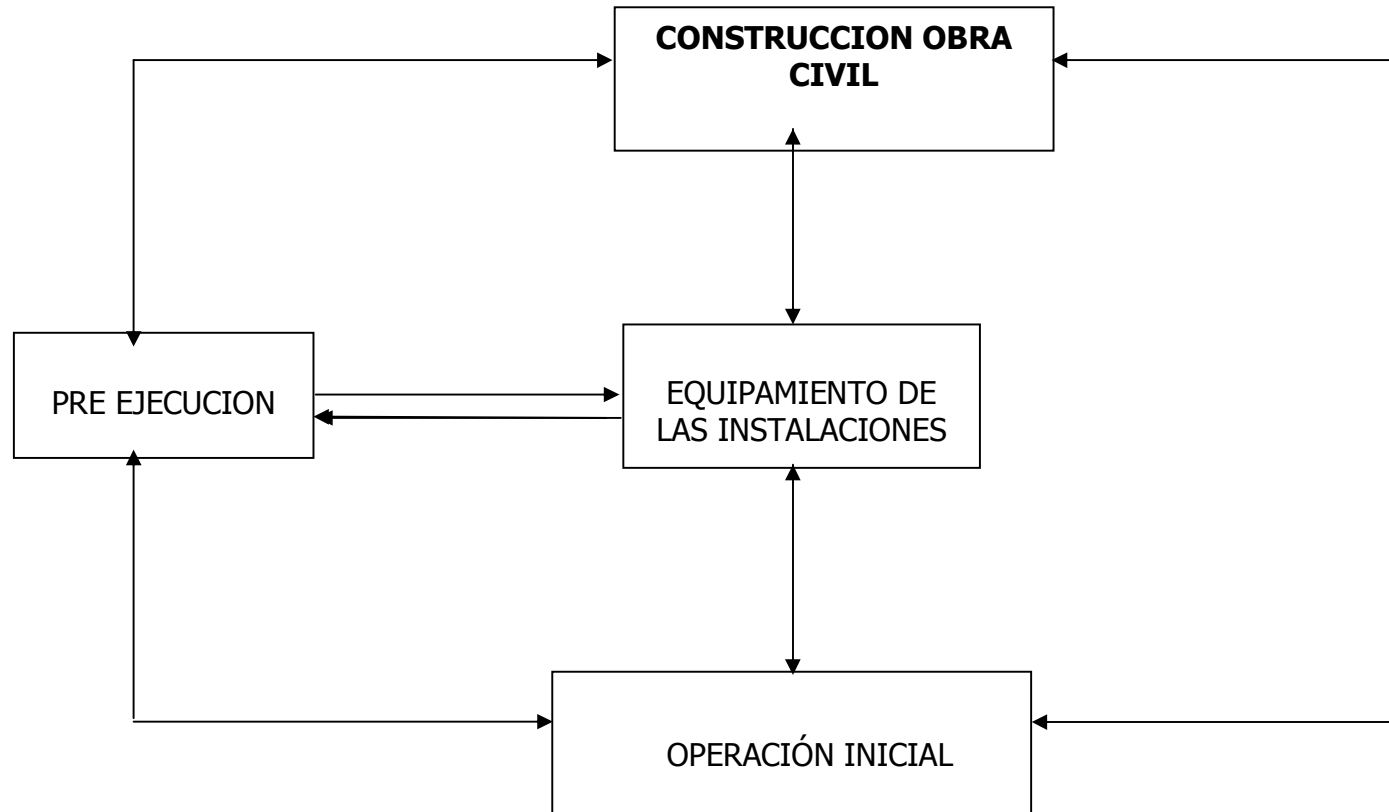 CONSTRUCCION OBRA
CIVIL
PRE EJECUCION
EQUIPAMIENTO DE
LAS INSTALACIONES
OPERACIÓN INICIAL